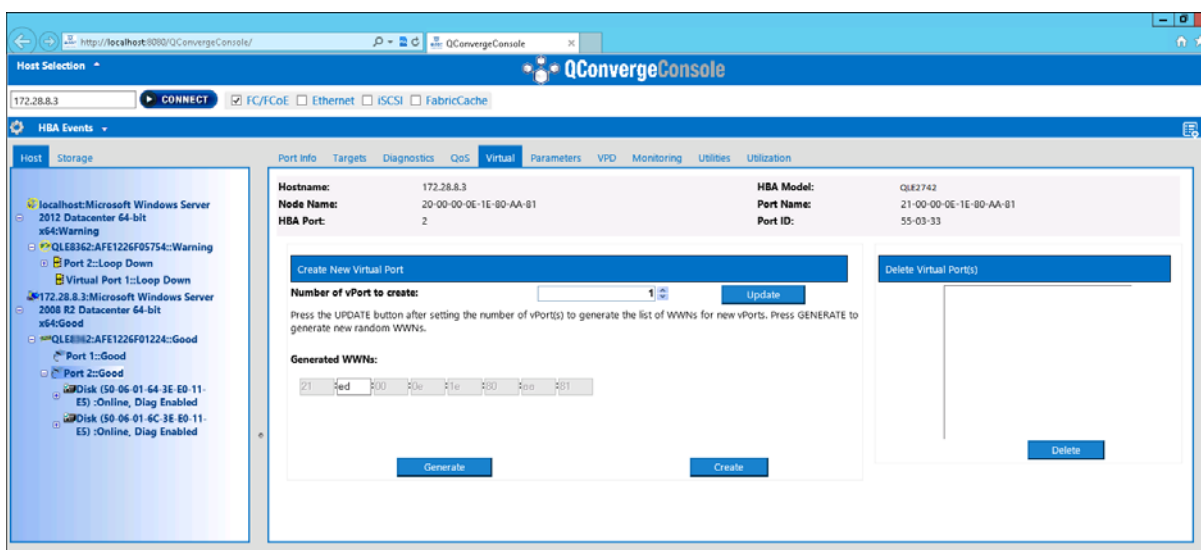 http://localhost:8080/QConvergeConsole/
QConvergeConsole
Host Selection
QConvergeConsole
172.28.8.3
CONNECT
FC/FCoE
Ethernet
iSCSI
FabricCache
HBA Events
Host
Storage
Port Info
Targets
Diagnostics
QoS
Virtual
Parameters
VPD
Monitoring
Utilities
Utilization
localhost:Microsoft Windows Server
2012 Datacenter 64-bit
x64:Warning
QLE8362:AFE1226F05754::Warning
Port 2::Loop Down
Virtual Port 1::Loop Down
172.28.8.3:Microsoft Windows Server
2008 R2 Datacenter 64-bit
x64:Good
2:AFE1226F01224::Good
Port 1::Good
Port 2::Good
Disk (50-06-01-64-3E-E0-11-
E5) :Online, Diag Enabled
Disk (50-06-01-6C-3E-E0-11-
E5) :Online, Diag Enabled
Hostname: 172.28.8.3
Node Name: 20-00-00-0E-1E-80-AA-81
HBA Port: 2
HBA Model: QLE2742
Port Name: 21-00-00-0E-1E-80-AA-81
Port ID: 55-03-33
Create New Virtual Port
Number of vPort to create: 1
Update
Press the UPDATE button after setting the number of vPort(s) to generate the list of WWNs for new vPorts. Press GENERATE to
generate new random WWNs.
Generated WWNs:
21 :ed :00 :0e :1e :80 :aa :81
Generate
Create
Delete Virtual Port(s)
Delete